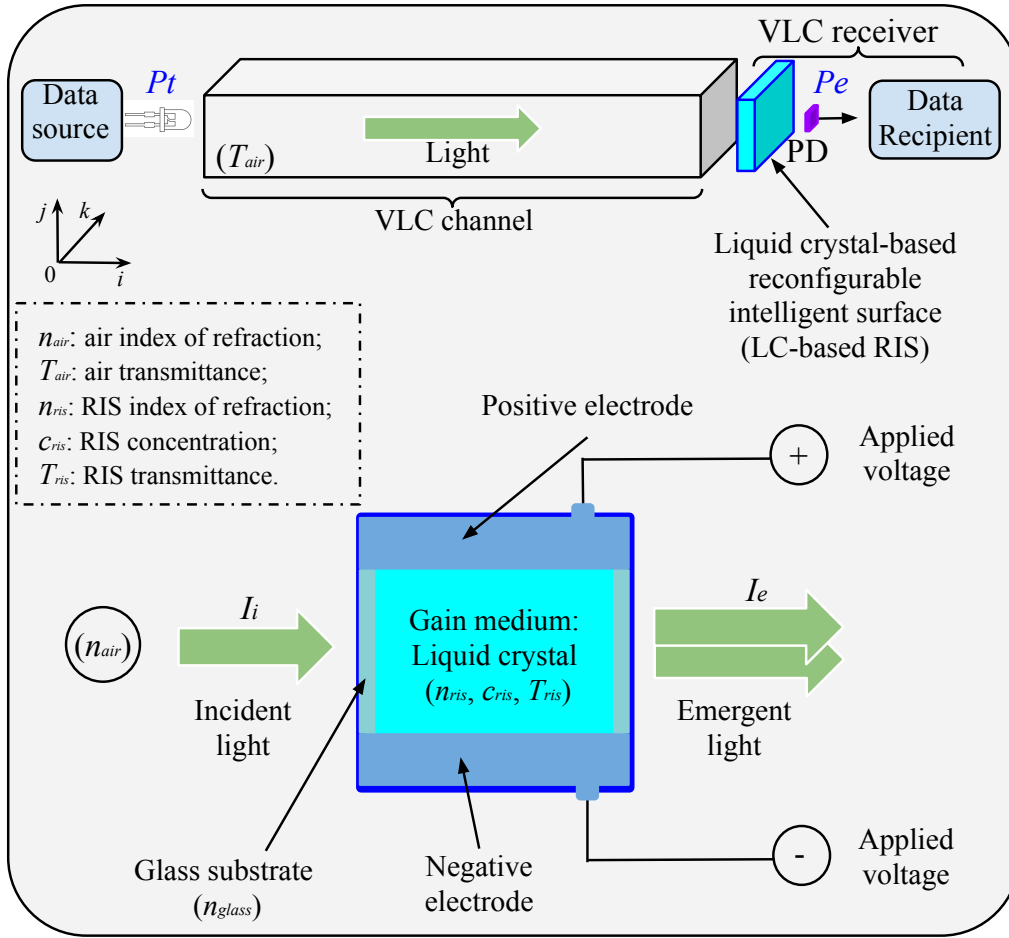 VLC receiver
Data
source
Pt
Pe
Data
Recipient
(Tair)
Light
PD
VLC channel
j
k
0
i
Liquid crystal-based
reconfigurable
intelligent surface
(LC-based RIS)
nair: air index of refraction;
Tair: air transmittance;
nris: RIS index of refraction;
cris: RIS concentration;
Tris: RIS transmittance.
Positive electrode
+
Applied
voltage
(nair)
Ii
Incident
light
Gain medium:
Liquid crystal
(nris, cris, Tris)
Ie
Emergent
light
Glass substrate
(nglass)
Negative
electrode
-
Applied
voltage